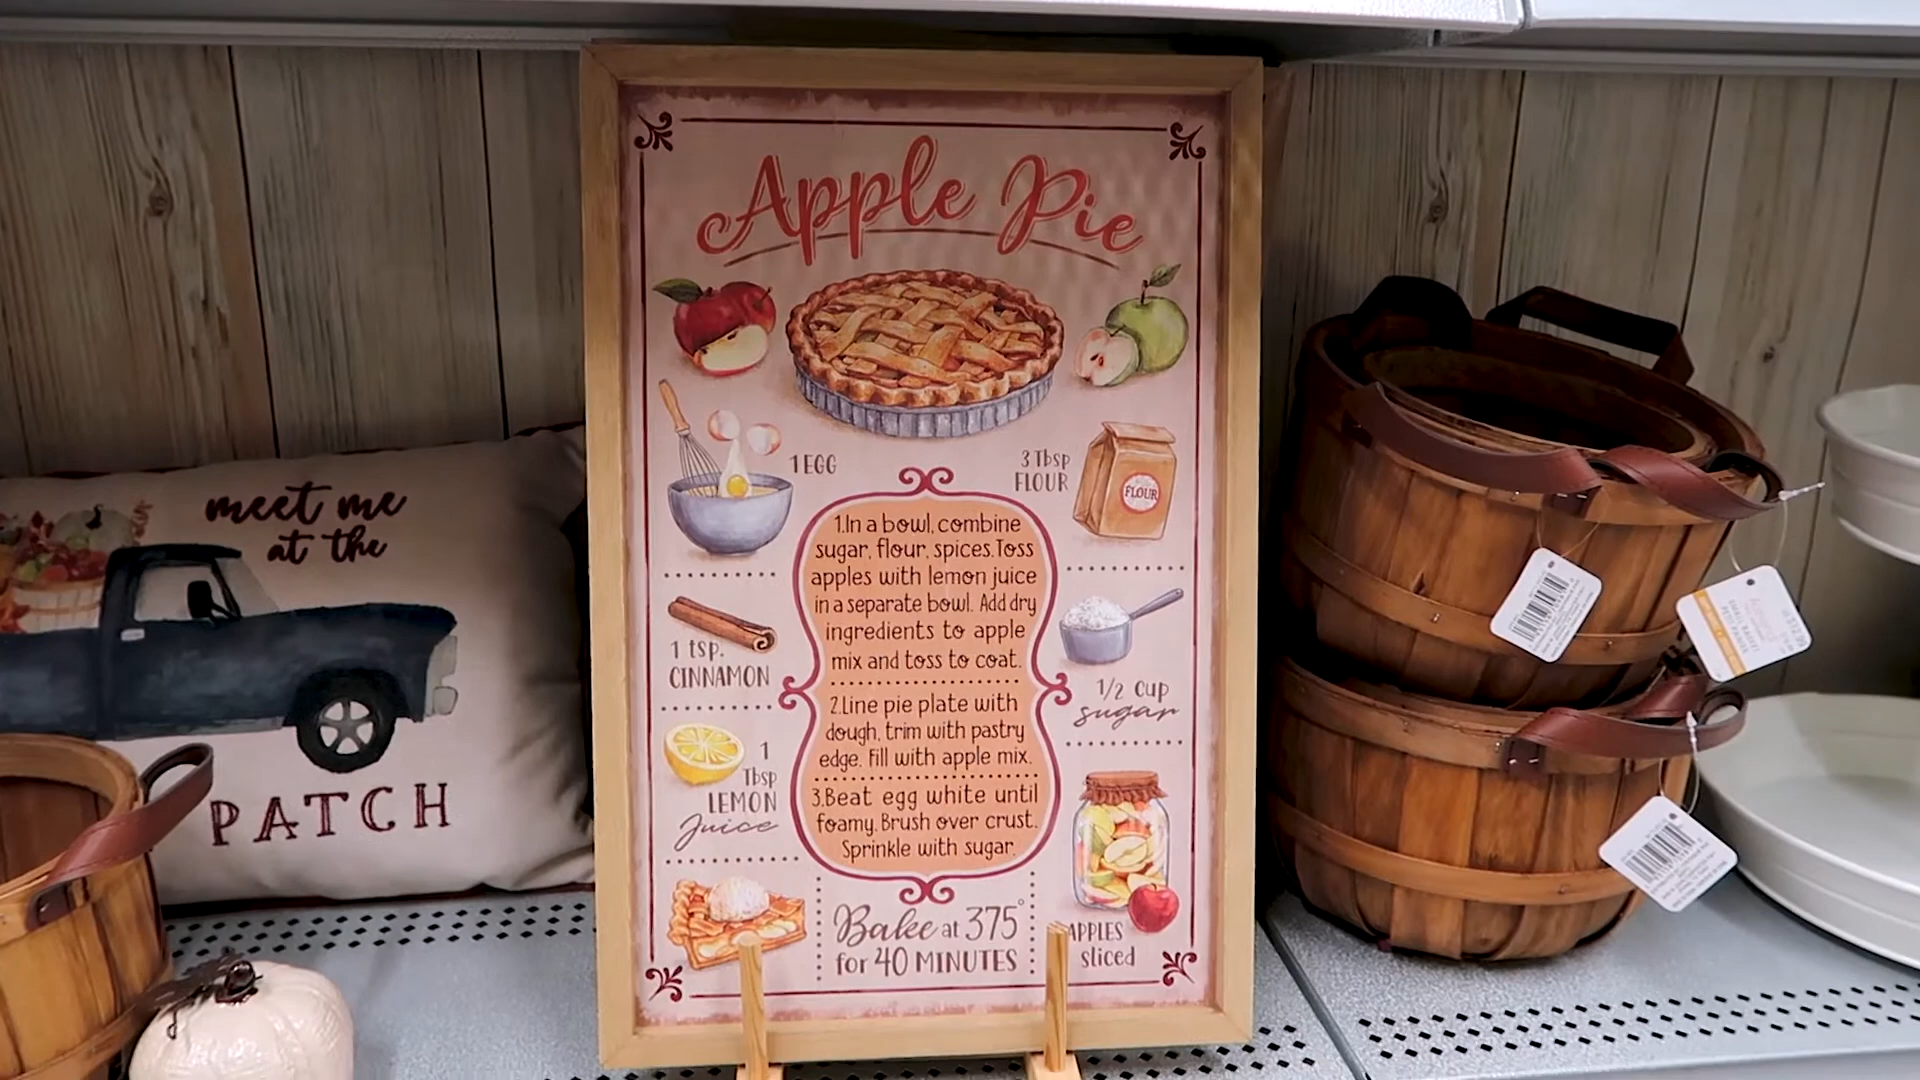 Apple Pie
1 EGG
3 Tbsp
FLOUR
FLOUR
1.In a bowl, combine
sugar, flour, spices.Toss
apples with lemon juice
in a separate bowl. Add dry
ingredients to apple
mix and toss to coat.
2.Line pie plate with
dough, trim with pastry
edge. Fill with apple mix.
3.Beat egg white until
foamy. Brush over crust.
Sprinkle with sugar.
1 tsp.
CINNAMON
1/2 Cup
sugar
1
Tbsp
LEMON
Juice
Bake at 375°
for 40 MINUTES
APPLES
sliced
meet me
at the
PATCH